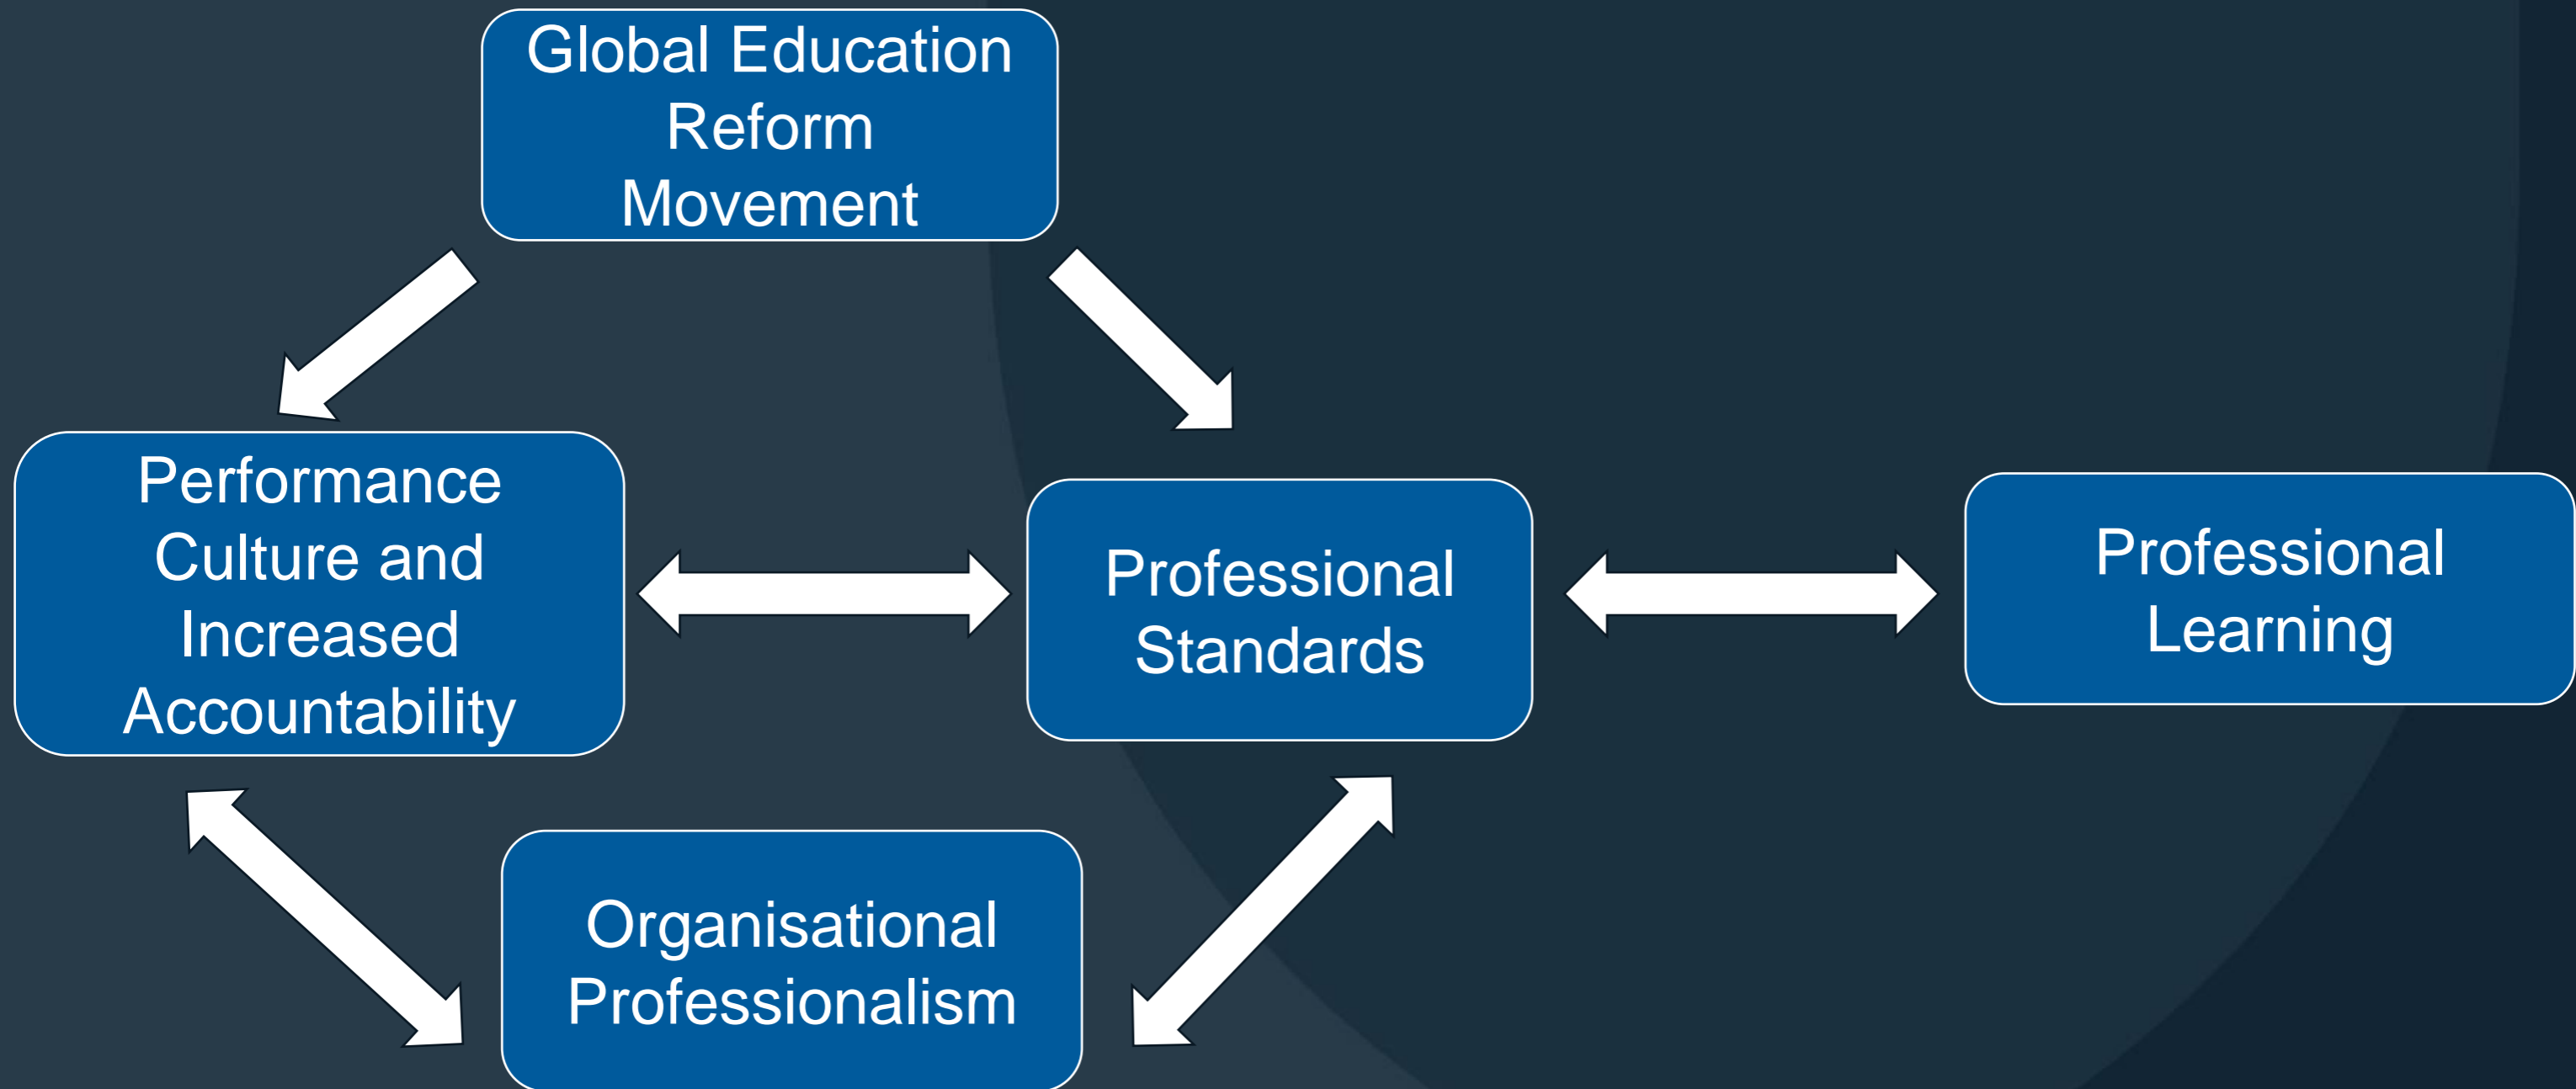 Global Education
Reform
Movement
Performance
Culture and
Increased
Accountability
Professional
Standards
Professional
Learning
Organisational
Professionalism